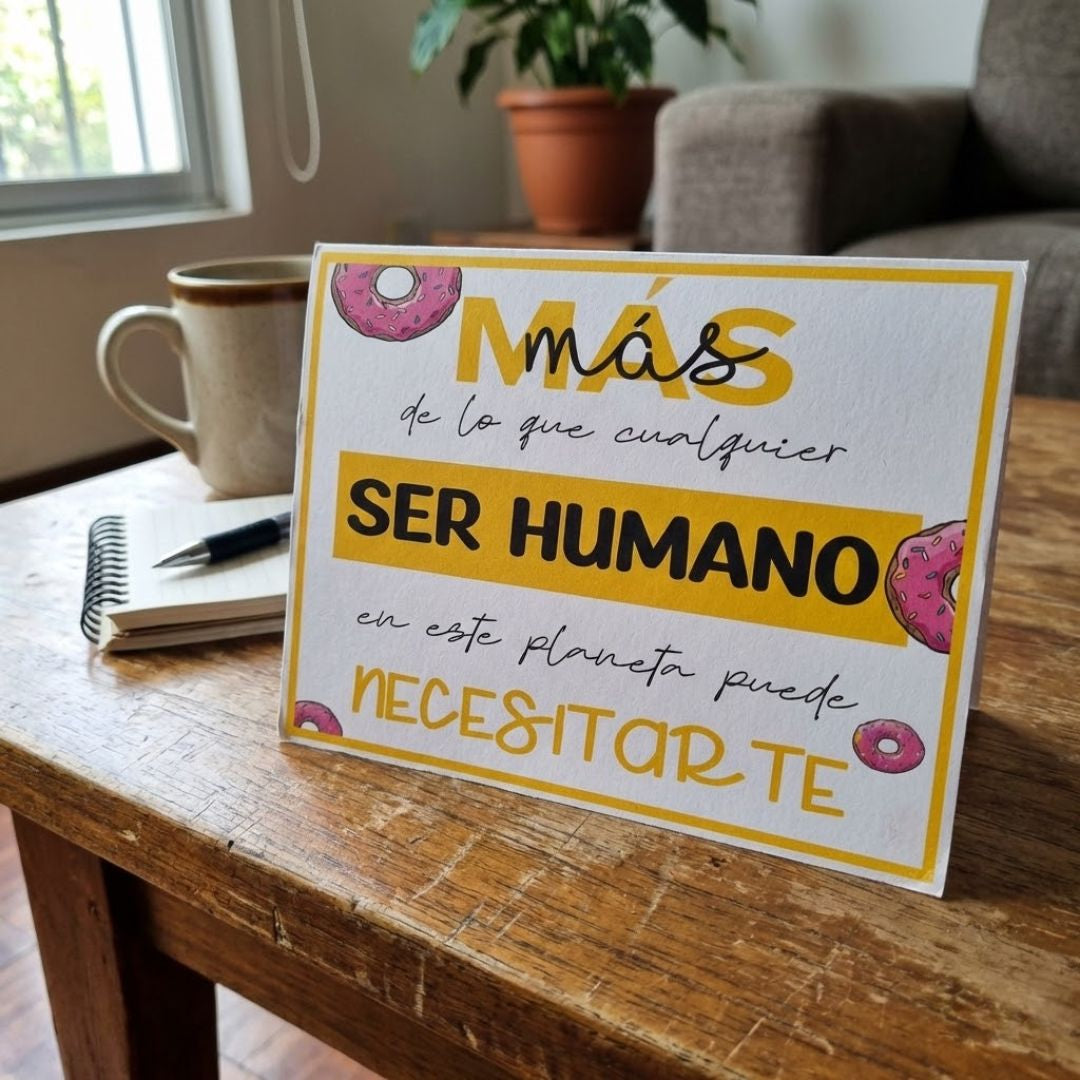 MÁS
más
de lo que cualquier
SER HUMANO
en este planeta puede
NECESITARTE